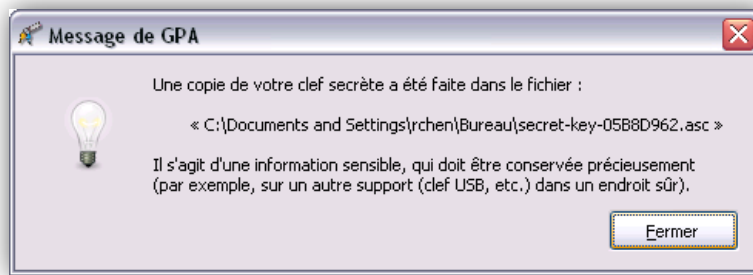 Message de GPA
Une copie de votre clef secrète a été faite dans le fichier :
« C:\Documents and Settings\rchen\Bureau\secret-key-05B8D962.asc »
Il s'agit d'une information sensible, qui doit être conservée précieusement
(par exemple, sur un autre support (clef USB, etc.) dans un endroit sûr).
Fermer